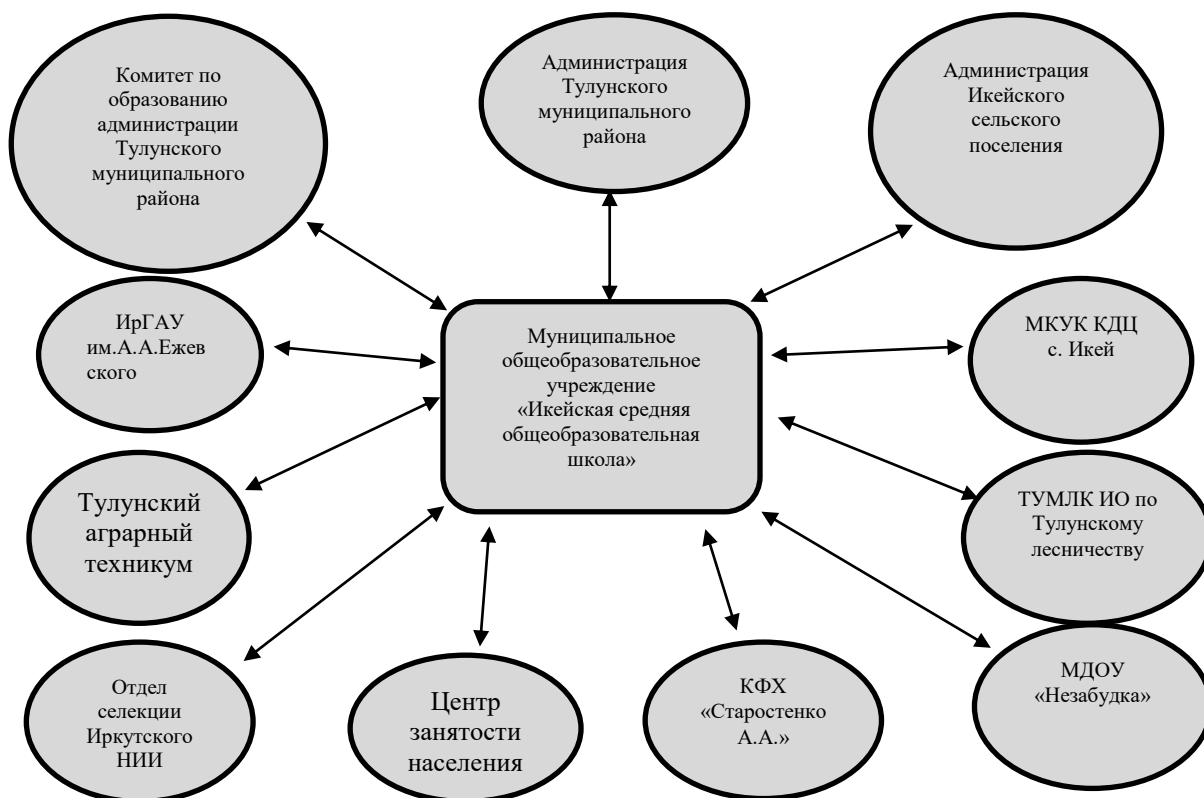 Комитет по
образованию
администрации
Тулунского
муниципального
района
Администрация
Тулунского
муниципального
района
Администрация
Икейского
сельского
поселения
ИрГАУ
им.А.А.Ежев
ского
Муниципальное
общеобразовательное
учреждение
«Икейская средняя
общеобразовательная
школа»
МКУК КДЦ
с. Икей
Тулунский
аграрный
техникум
ТУМЛК ИО по
Тулунскому
лесничеству
Отдел
селекции
Иркутского
НИИ
Центр
занятости
населения
КФХ
«Старостенко
А.А.»
МДОУ
«Незабудка»